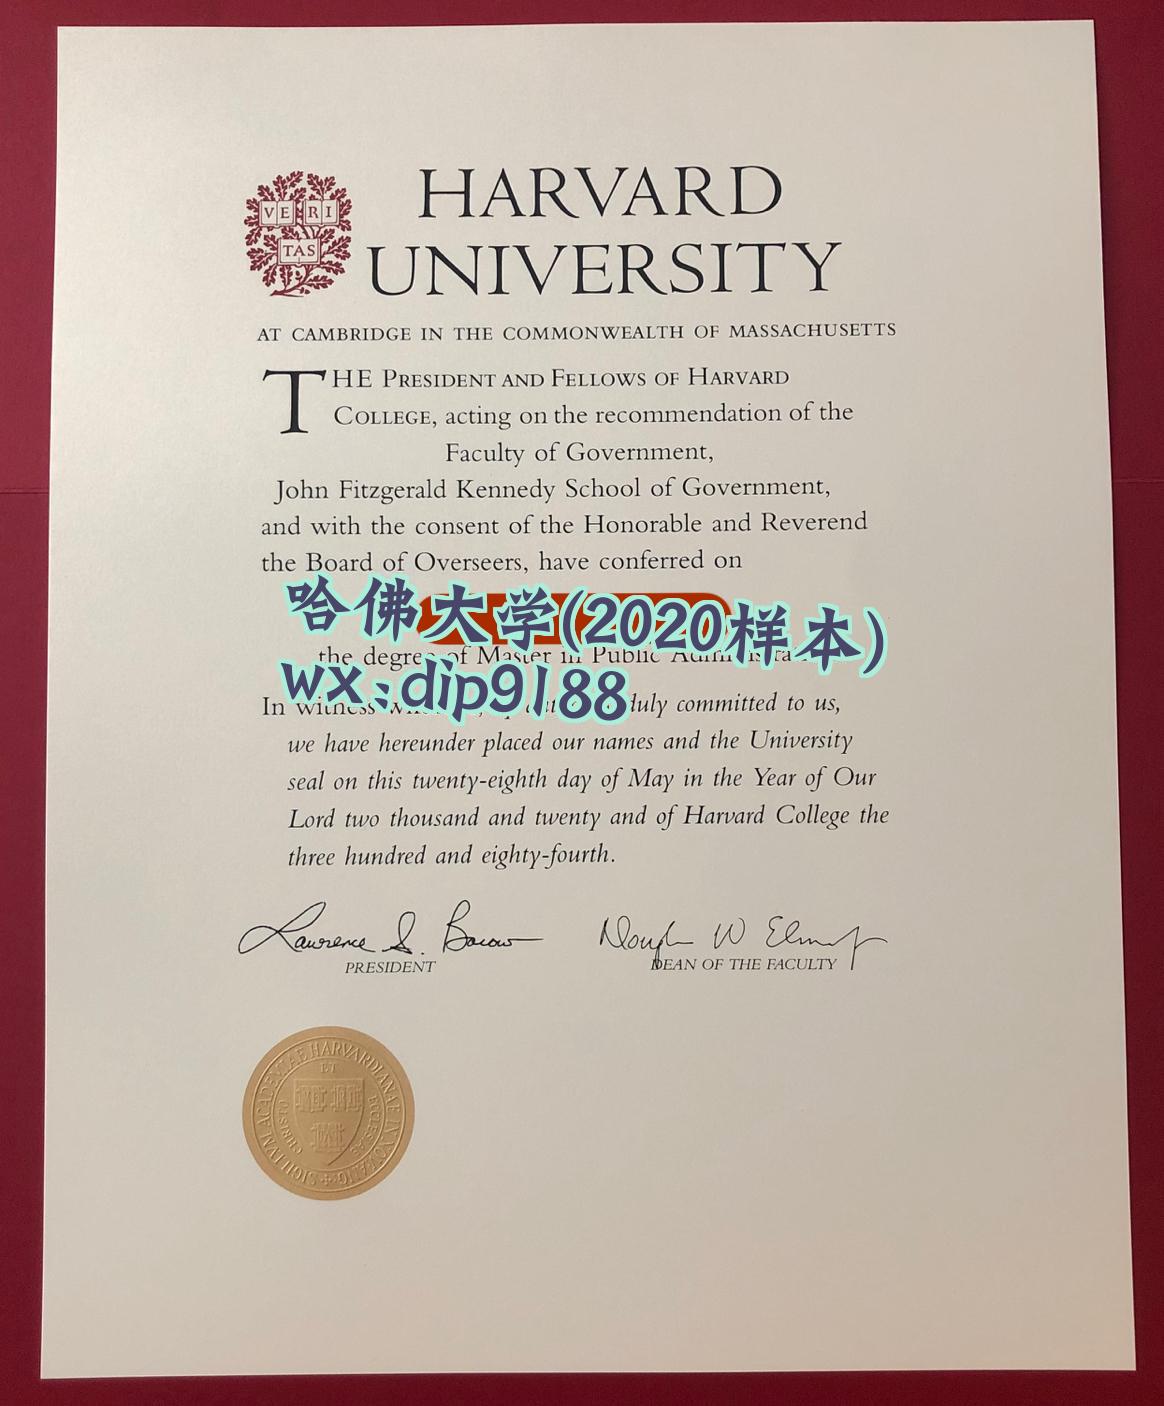 VE RI
TAS
HARVARD
UNIVERSITY
AT CAMBRIDGE IN THE COMMONWEALTH OF MASSACHUSETTS
THE PRESIDENT AND FELLOWS OF HARVARD
COLLEGE, acting on the recommendation of the
Faculty of Government,
John Fitzgerald Kennedy School of Government,
and with the consent of the Honorable and Reverend
the Board of Overseers, have conferred on
哈佛大学(2020样本)
the degree of Master in Public
wx:dip9188
In witness duly committed to us,
we have hereunder placed our names and the University
seal on this twenty-eighth day of May in the Year of Our
Lord two thousand and twenty and of Harvard College the
three hundred and eighty-fourth.
Lawrence S. Bacow
PRESIDENT
DEAN OF THE FACULTY